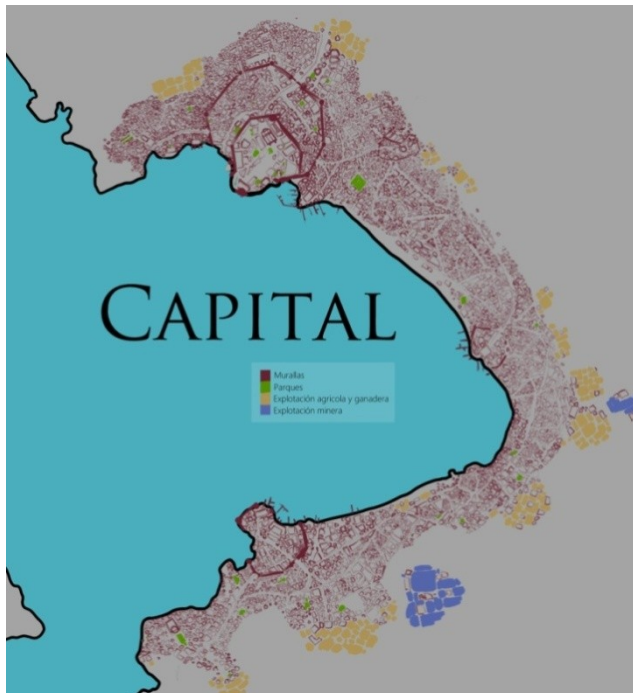 CAPITAL
Murallas
Parques
Explotación agrícola y ganadera
Explotación minera